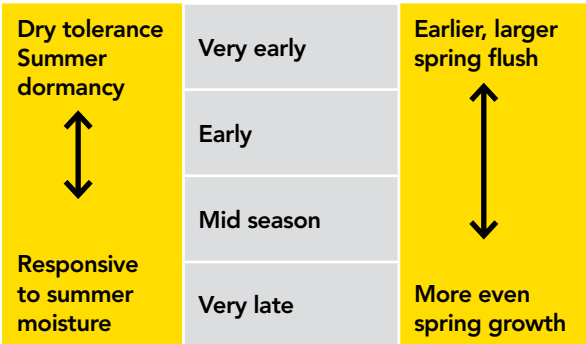 Dry tolerance
Summer
dormancy
Responsive
to summer
moisture
Very early
Early
Mid season
Very late
Earlier, larger
spring flush
More even
spring growth